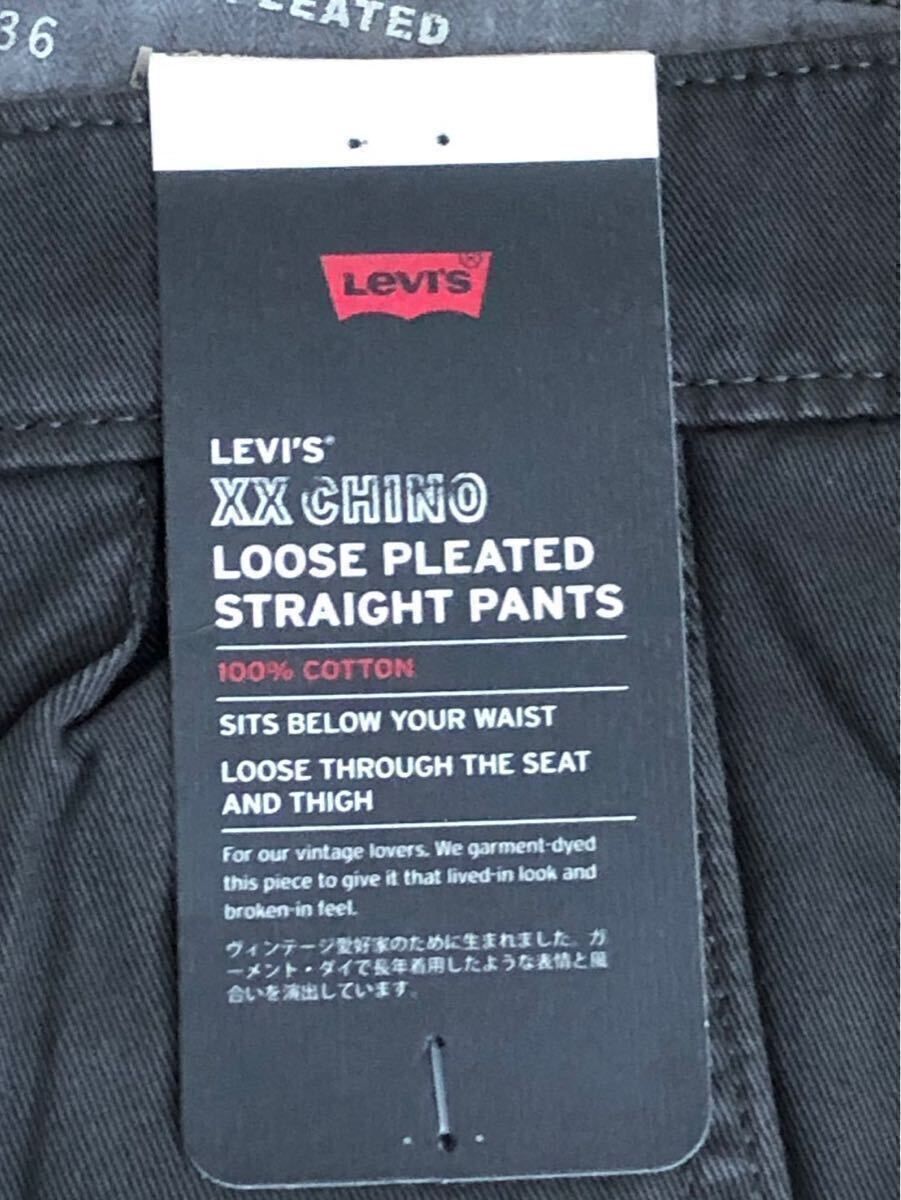 36
PLEATED
Levi's®
LEVI'S®
XX CHINO
LOOSE PLEATED
STRAIGHT PANTS
100% COTTON
SITS BELOW YOUR WAIST
LOOSE THROUGH THE SEAT
AND THIGH
For our vintage lovers. We garment-dyed
this piece to give it that lived-in look and
broken-in feel.
ヴィンテージ愛好家のために生まれました。ガ
ーメント・ダイで長年着用したような表情と風
合いを演出しています。